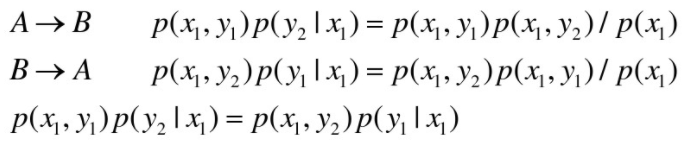 A → B p(x₁, y₁)p(y₂ | x₁) = p(x₁, y₁)p(x₁, y₂) / p(x₁)
B → A p(x₁, y₂)p(y₁ | x₁) = p(x₁, y₂)p(x₁, y₁) / p(x₁)
p(x₁, y₁)p(y₂ | x₁) = p(x₁, y₂)p(y₁ | x₁)